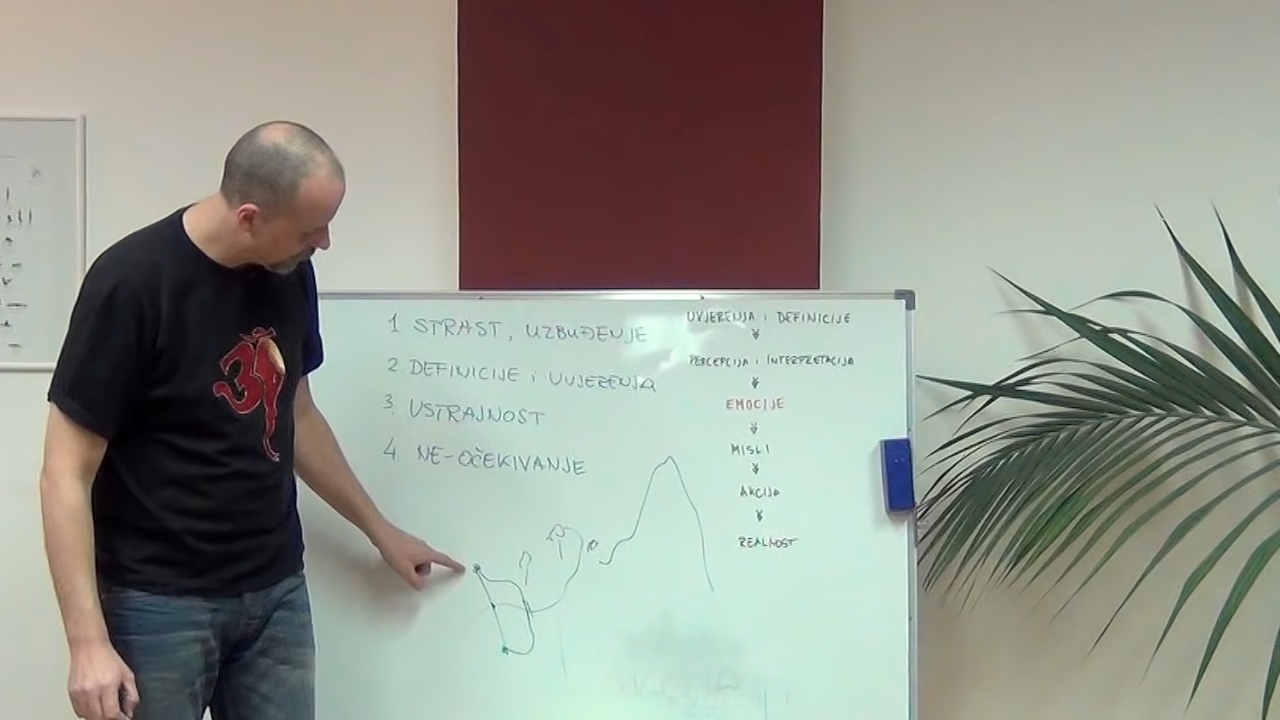 1 STRAST, UZBUĐENJE
2. DEFINICIJE i UVJERENJA
3. USTRAJNOST
4. NE-OČEKIVANJE
UVJERENJA i DEFINICIJE
PERCEPCIJA i INTERPRETACIJA
EMOCIJE
MISLI
AKCIJA
REALNOST